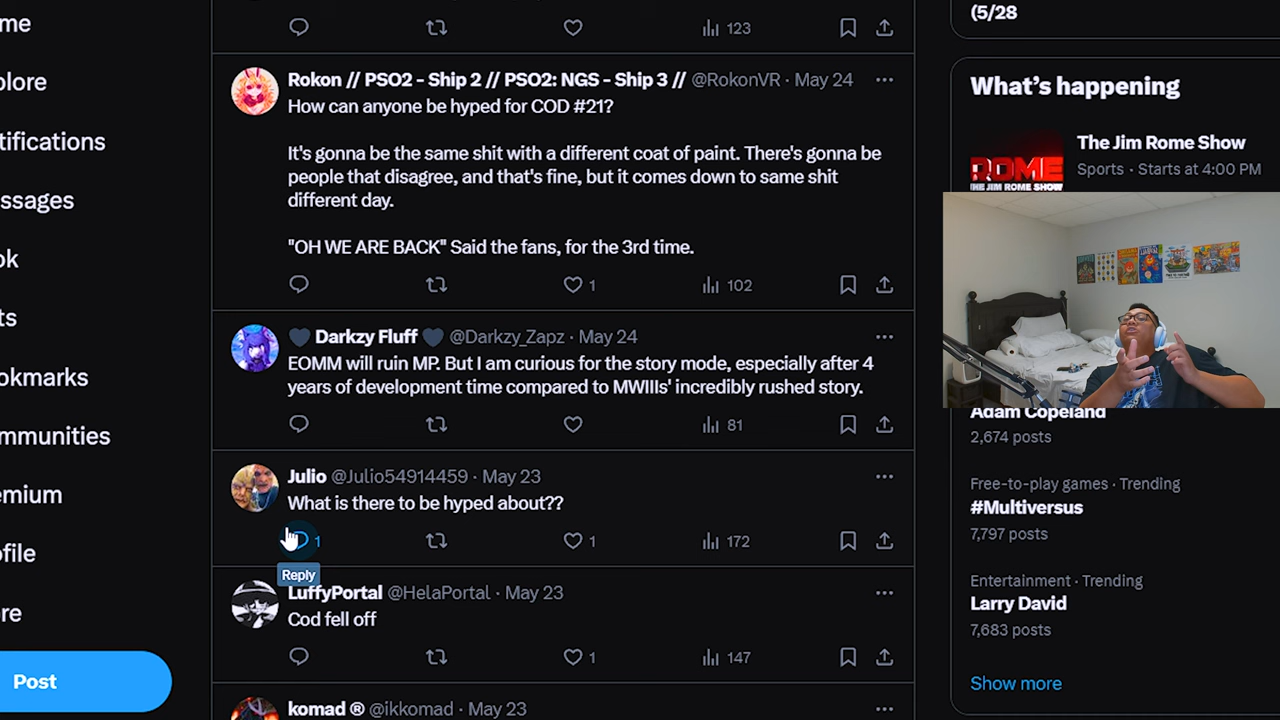 me
plore
tifications
ssages
ok
ts
okmarks
mmunities
emium
ofile
re
Post
123
Rokon // PSO2 - Ship 2 // PSO2: NGS - Ship 3 // @RokonVR · May 24
How can anyone be hyped for COD #21?
It's gonna be the same shit with a different coat of paint. There's gonna be
people that disagree, and that's fine, but it comes down to same shit
different day.
"OH WE ARE BACK" Said the fans, for the 3rd time.
1
102
Darkzy Fluff @Darkzy_Zapz · May 24
EOMM will ruin MP. But I am curious for the story mode, especially after 4
years of development time compared to MWIIIs' incredibly rushed story.
81
Julio @Julio54914459 · May 23
What is there to be hyped about??
1
1
172
Reply
LuffyPortal @HelaPortal · May 23
Cod fell off
1
147
komad ® @ikkomad · May 23
(5/28
What's happening
The Jim Rome Show
Sports · Starts at 4:00 PM
ROME
THE JIM ROME SHOW
Adam Copeland
2,674 posts
Free-to-play games · Trending
#Multiversus
7,797 posts
Entertainment · Trending
Larry David
7,683 posts
Show more